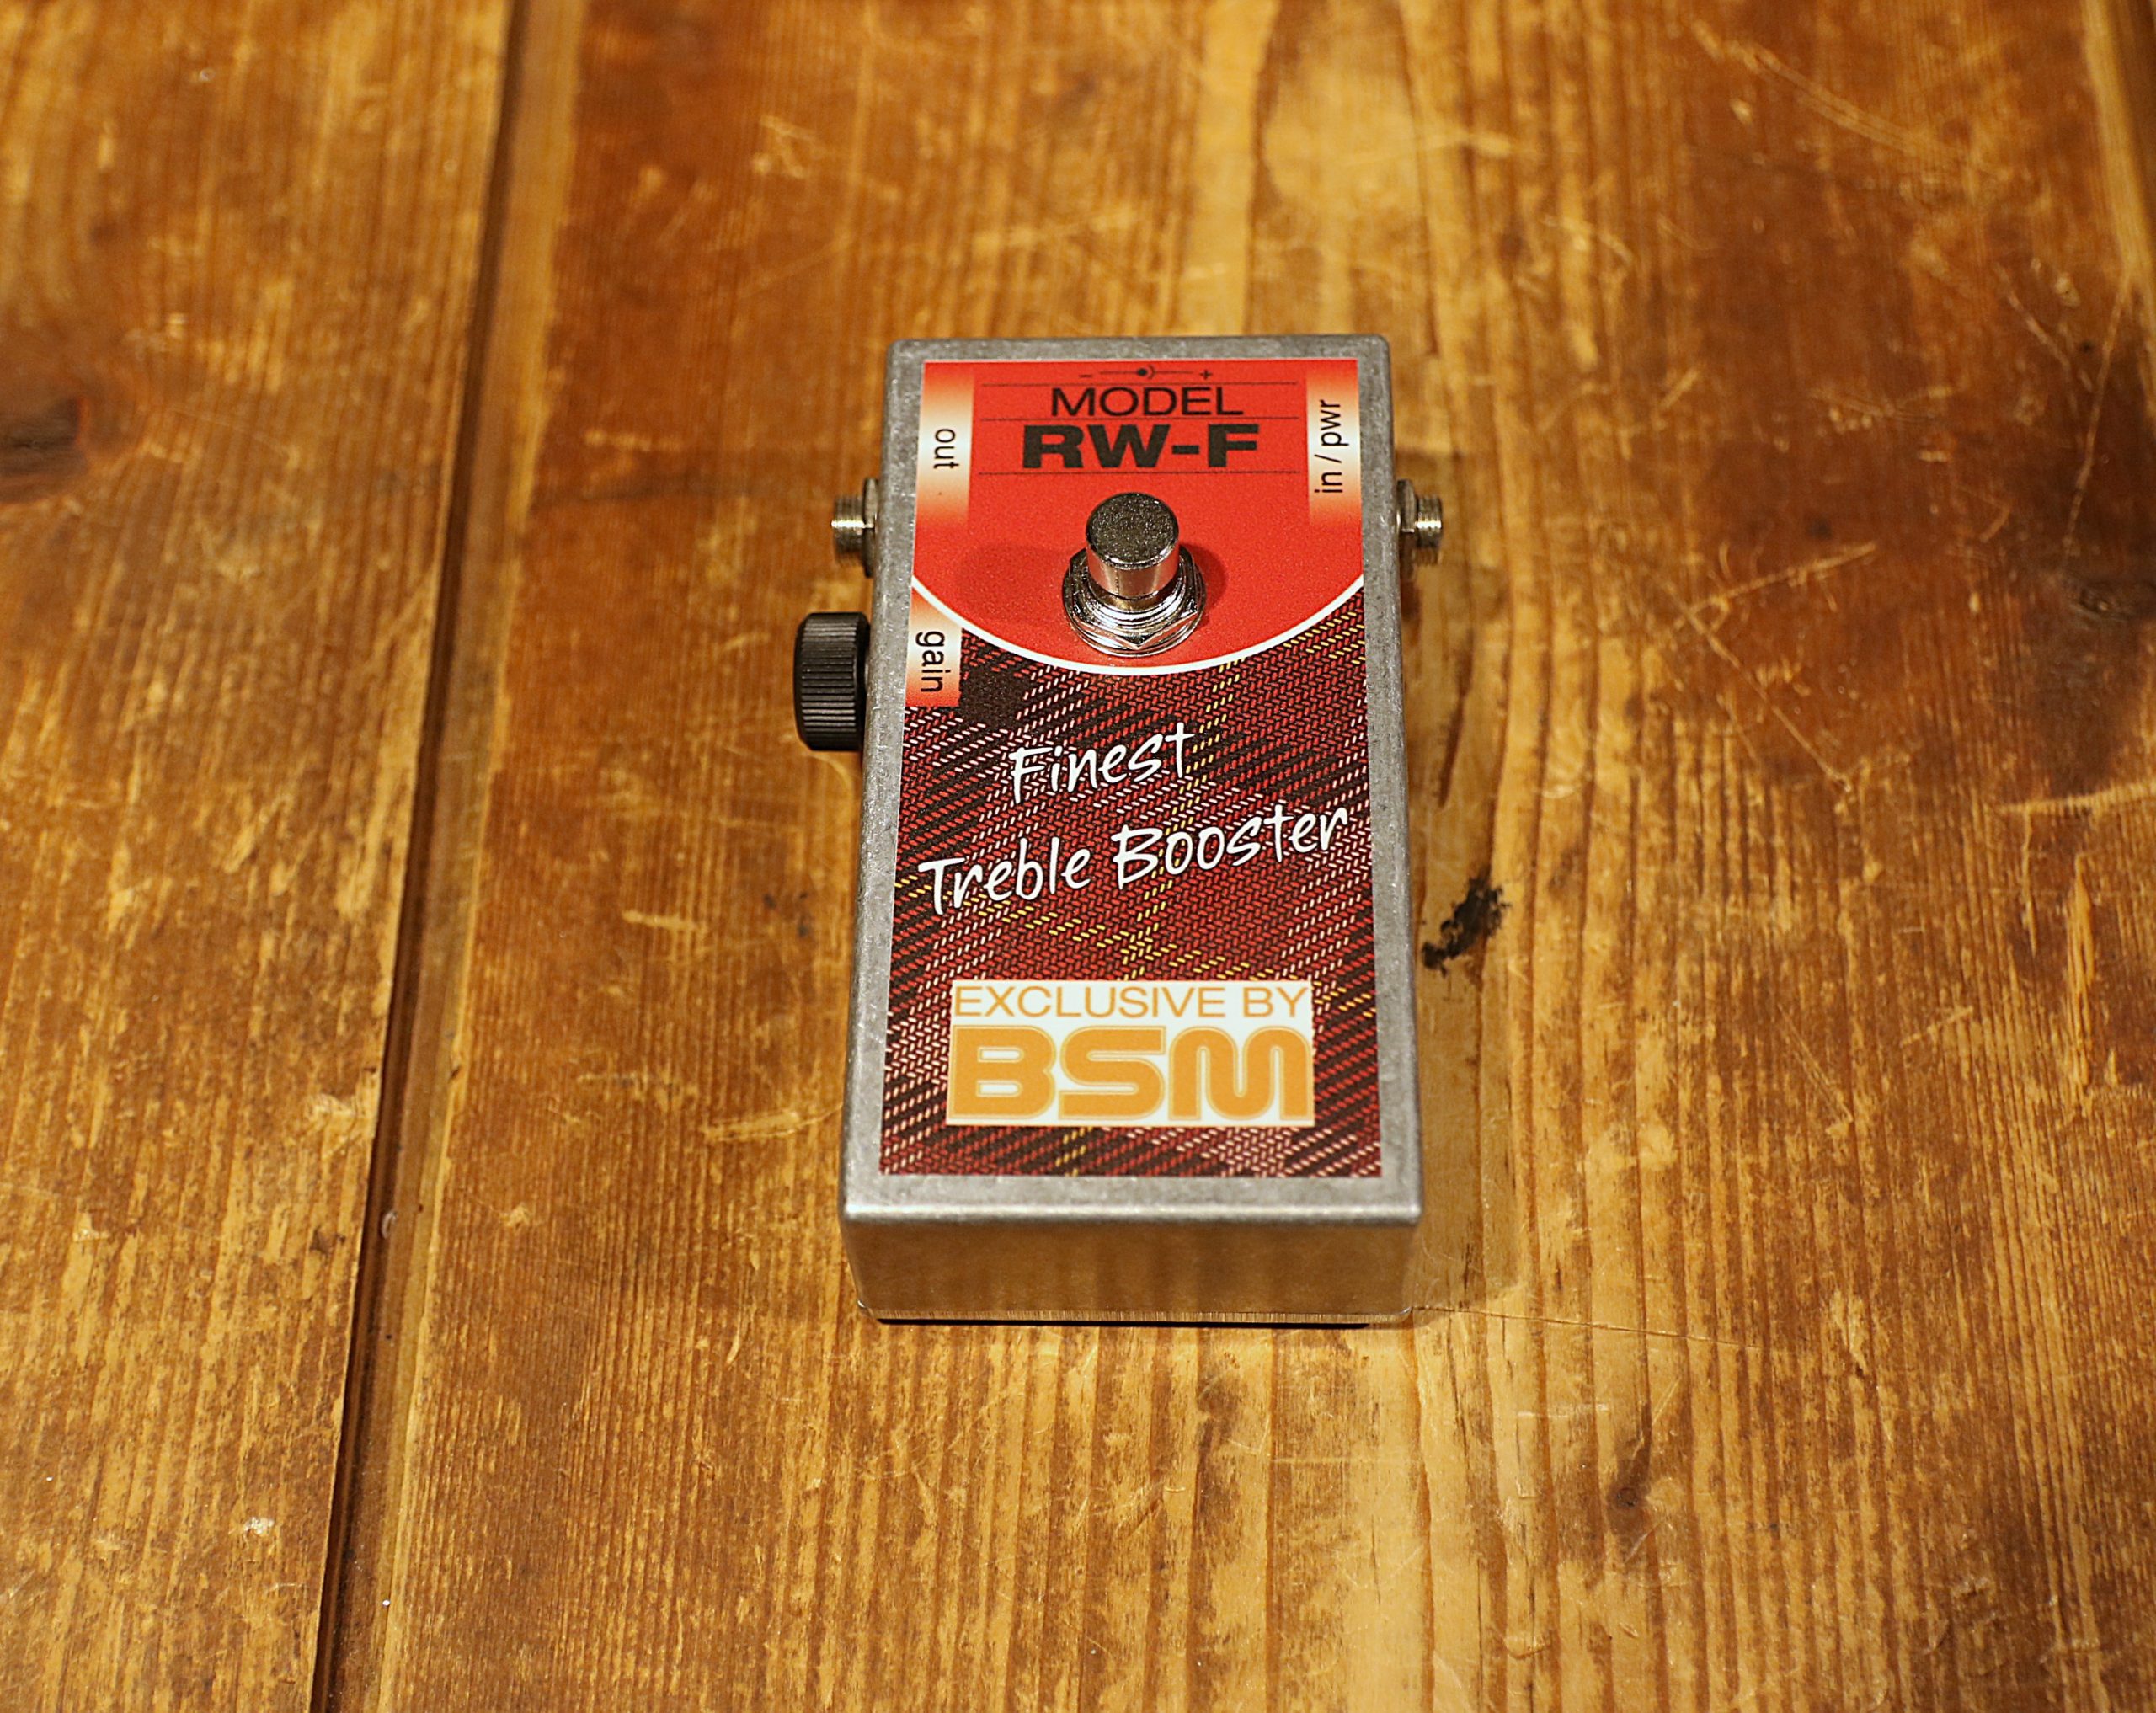 - +
MODEL
RW-F
out
in / pwr
gain
Finest
Treble Booster
EXCLUSIVE BY
BSM